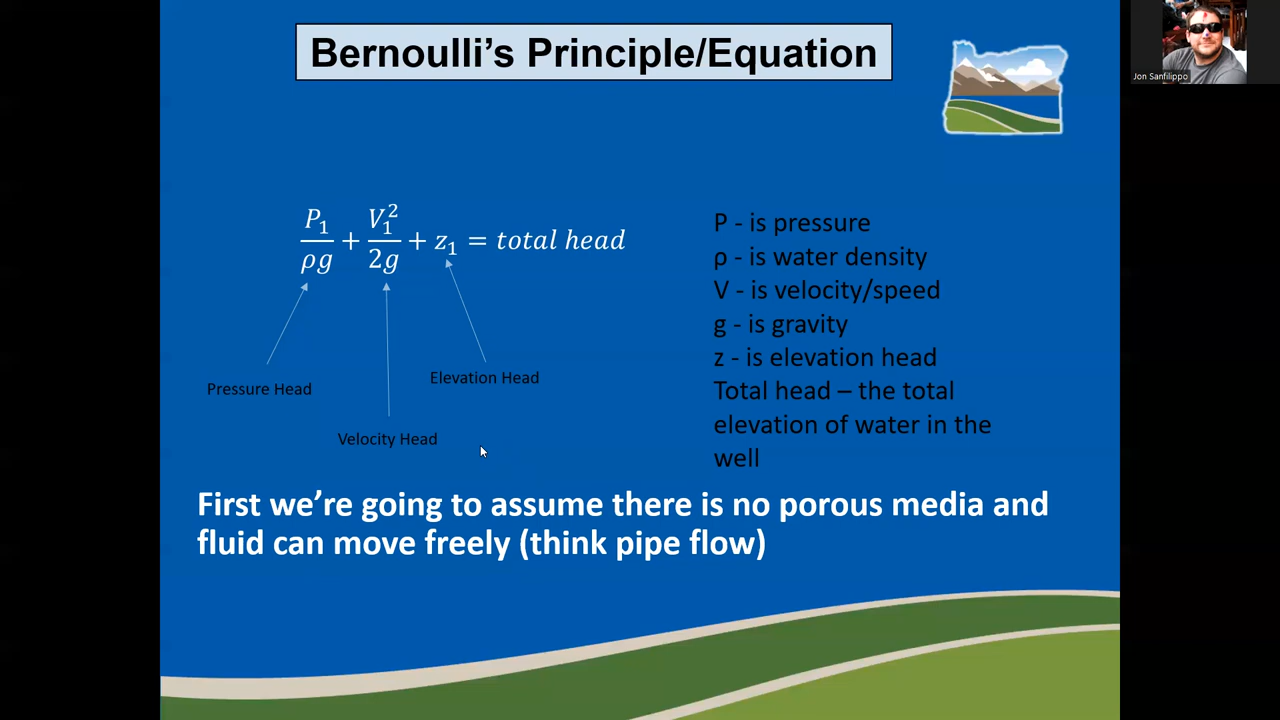 Bernoulli's Principle/Equation
Jon Sanfilippo
P₁/ρg + V₁²/2g + z₁ = total head
Pressure Head
Velocity Head
Elevation Head
P - is pressure
ρ - is water density
V - is velocity/speed
g - is gravity
z - is elevation head
Total head – the total
elevation of water in the
well
First we're going to assume there is no porous media and
fluid can move freely (think pipe flow)